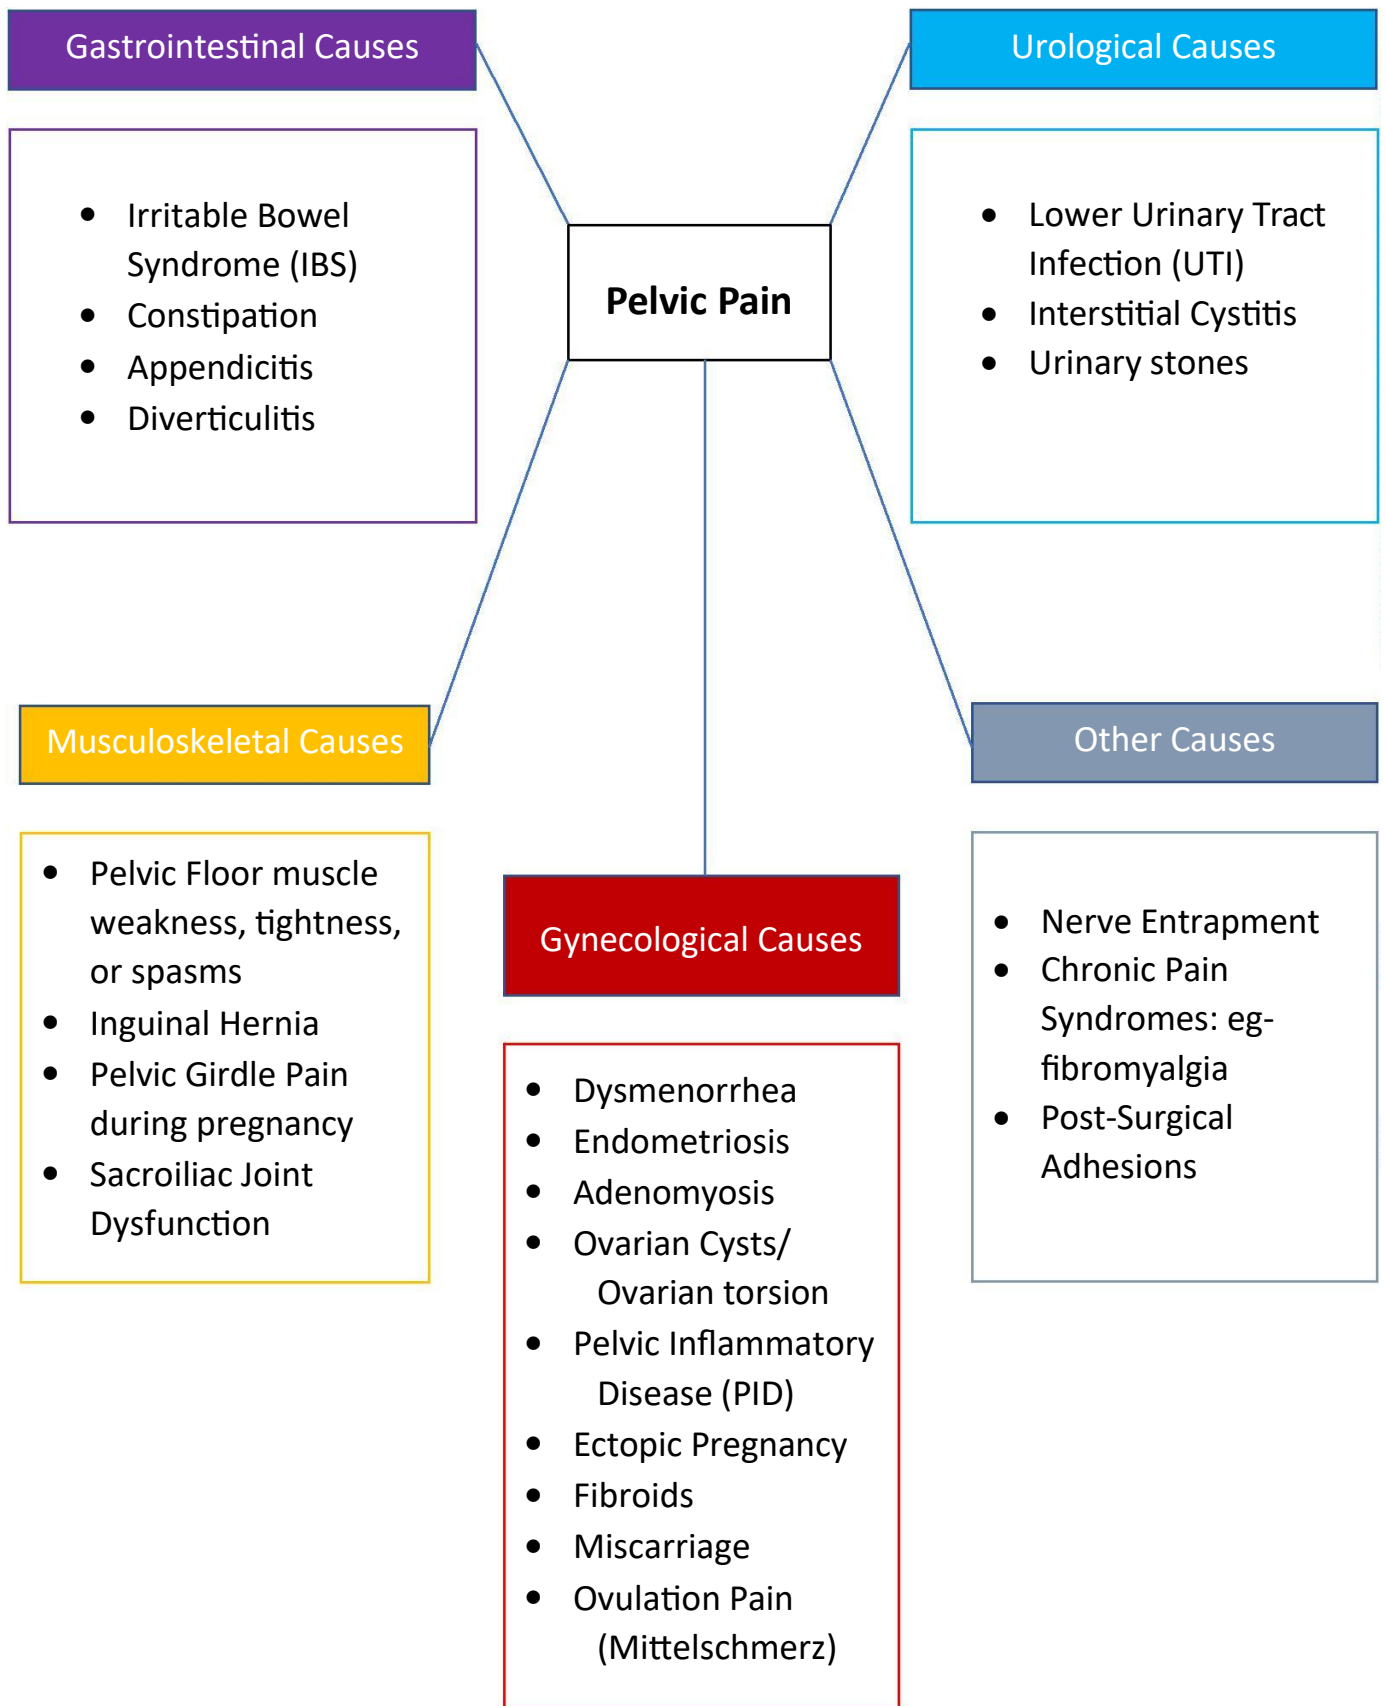 Gastrointestinal Causes
• Irritable Bowel
Syndrome (IBS)
• Constipation
• Appendicitis
• Diverticulitis
Urological Causes
• Lower Urinary Tract
Infection (UTI)
• Interstitial Cystitis
• Urinary stones
Pelvic Pain
Musculoskeletal Causes
• Pelvic Floor muscle
weakness, tightness,
or spasms
• Inguinal Hernia
• Pelvic Girdle Pain
during pregnancy
• Sacroiliac Joint
Dysfunction
Gynecological Causes
• Dysmenorrhea
• Endometriosis
• Adenomyosis
• Ovarian Cysts/
Ovarian torsion
• Pelvic Inflammatory
Disease (PID)
• Ectopic Pregnancy
• Fibroids
• Miscarriage
• Ovulation Pain
(Mittelschmerz)
Other Causes
• Nerve Entrapment
• Chronic Pain
Syndromes: eg-
fibromyalgia
• Post-Surgical
Adhesions